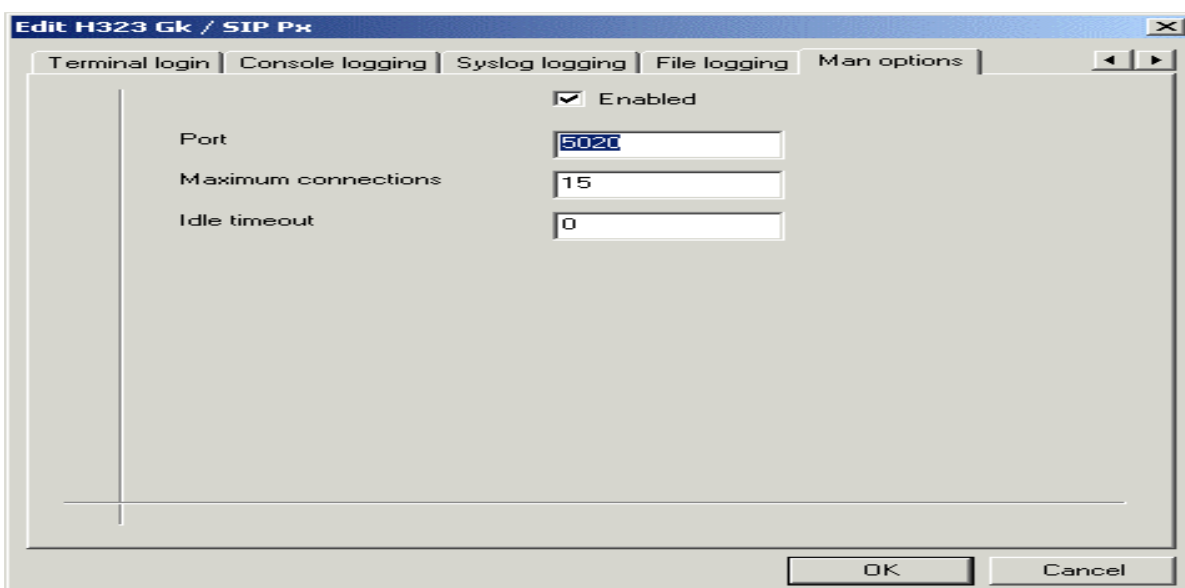 Edit H323 Gk / SIP Px
Terminal login Console logging Syslog logging File logging Man options
Enabled
Port 5020
Maximum connections 15
Idle timeout 0
OK Cancel